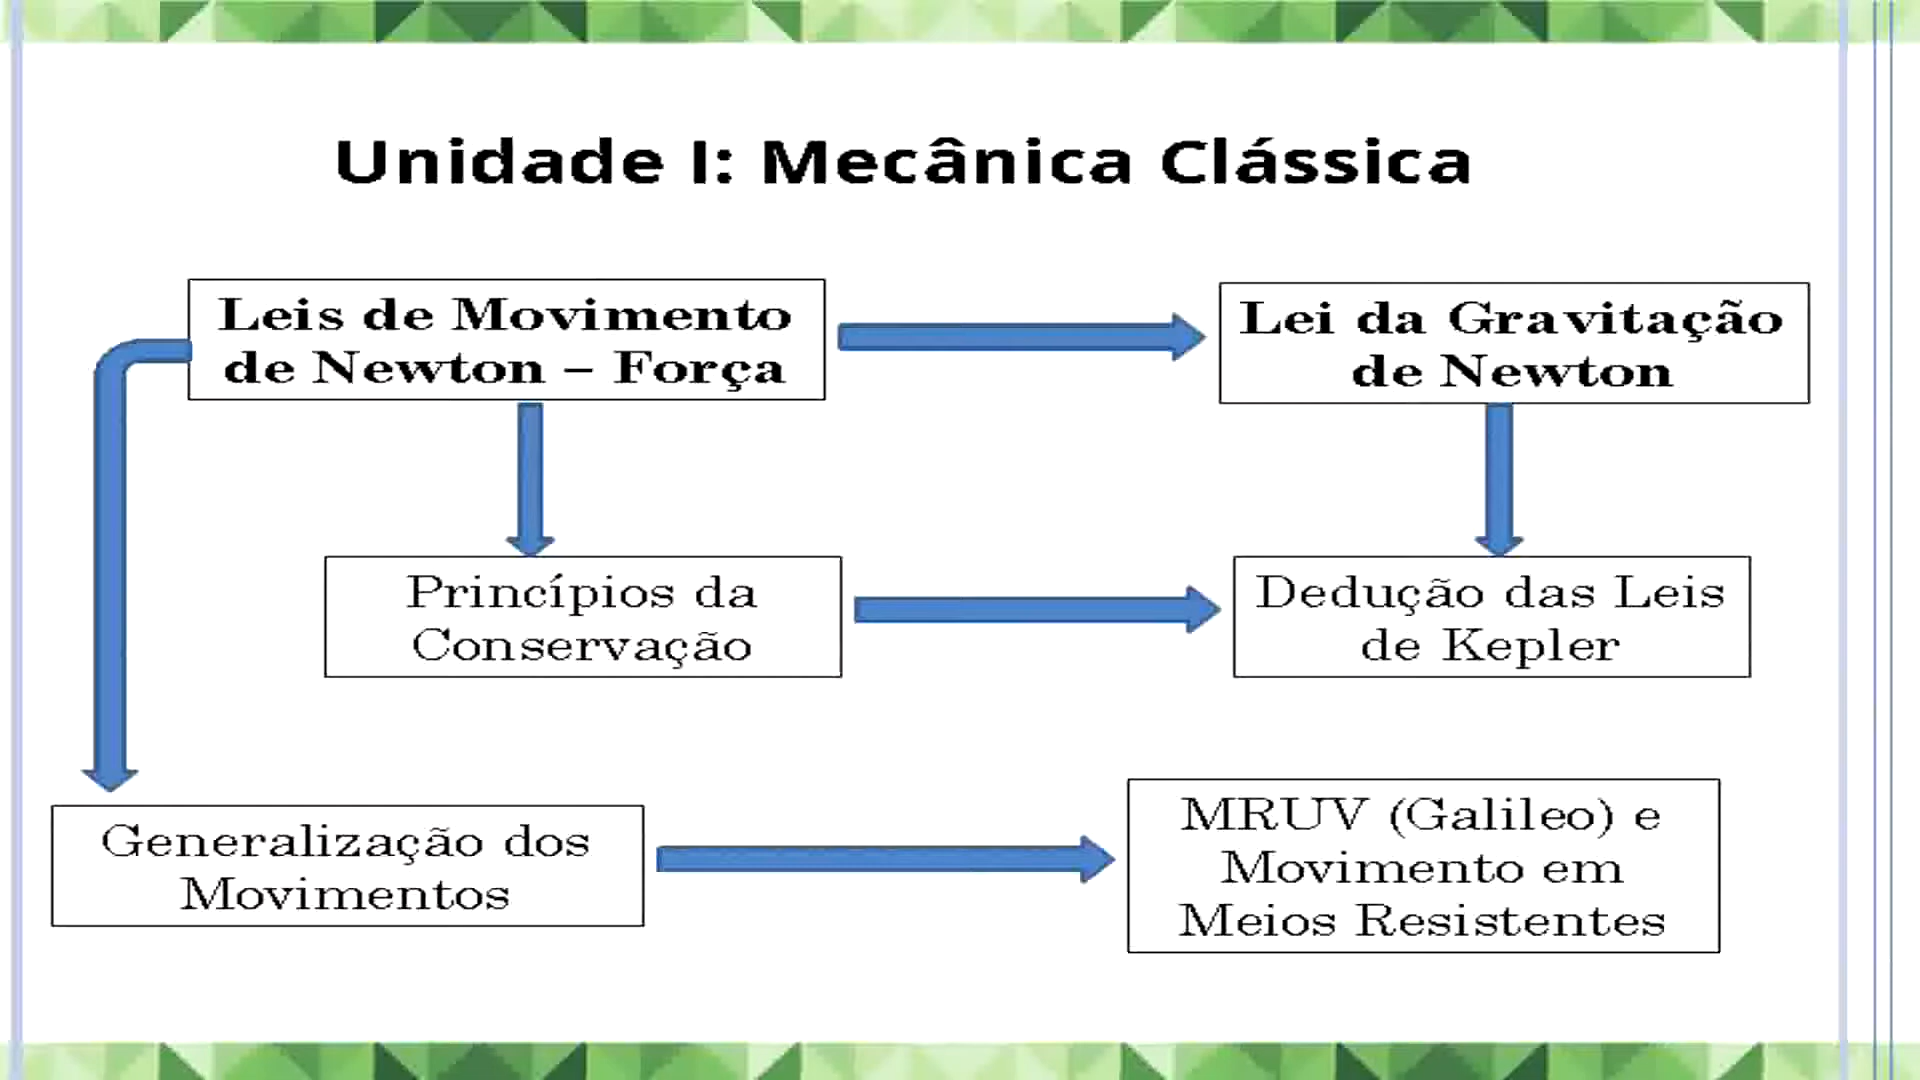 Unidade I: Mecânica Clássica
Leis de Movimento
de Newton – Força
Lei da Gravitação
de Newton
Princípios da
Conservação
Dedução das Leis
de Kepler
Generalização dos
Movimentos
MRUV (Galileo) e
Movimento em
Meios Resistentes